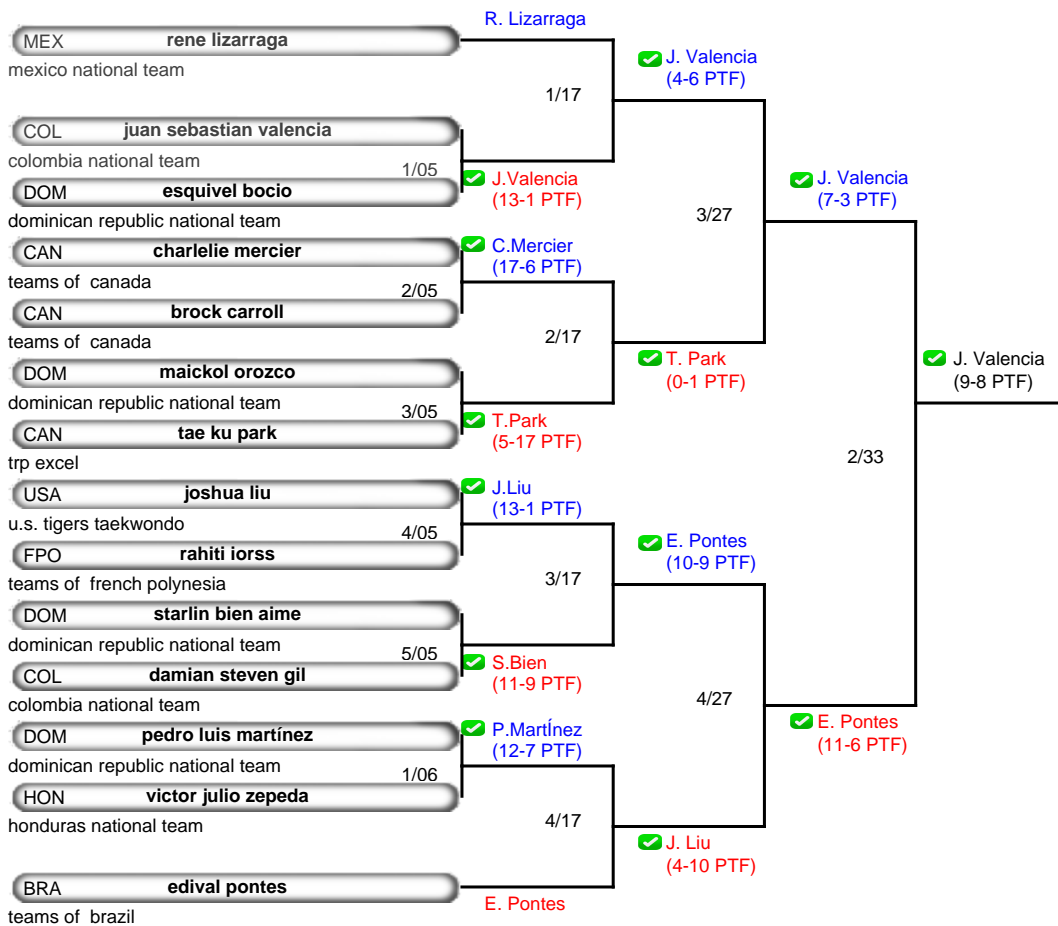 R. Lizarraga
MEX rene lizarraga
mexico national team
J. Valencia
(4-6 PTF)
1/17
COL juan sebastian valencia
colombia national team
1/05
J.Valencia
(13-1 PTF)
DOM esquivel bocio
dominican republic national team
J. Valencia
(7-3 PTF)
3/27
CAN charlelie mercier
teams of  canada
C.Mercier
(17-6 PTF)
2/05
CAN brock carroll
teams of  canada
2/17
T. Park
(0-1 PTF)
J. Valencia
(9-8 PTF)
DOM maickol orozco
dominican republic national team
3/05
T.Park
(5-17 PTF)
CAN tae ku park
trp excel
2/33
USA joshua liu
u.s. tigers taekwondo
J.Liu
(13-1 PTF)
4/05
FPO rahiti iorss
teams of  french polynesia
E. Pontes
(10-9 PTF)
3/17
DOM starlin bien aime
dominican republic national team
5/05
S.Bien
(11-9 PTF)
COL damian steven gil
colombia national team
4/27
E. Pontes
(11-6 PTF)
DOM pedro luis martínez
dominican republic national team
P.MartÍnez
(12-7 PTF)
1/06
HON victor julio zepeda
honduras national team
4/17
J. Liu
(4-10 PTF)
BRA edival pontes
teams of  brazil
E. Pontes